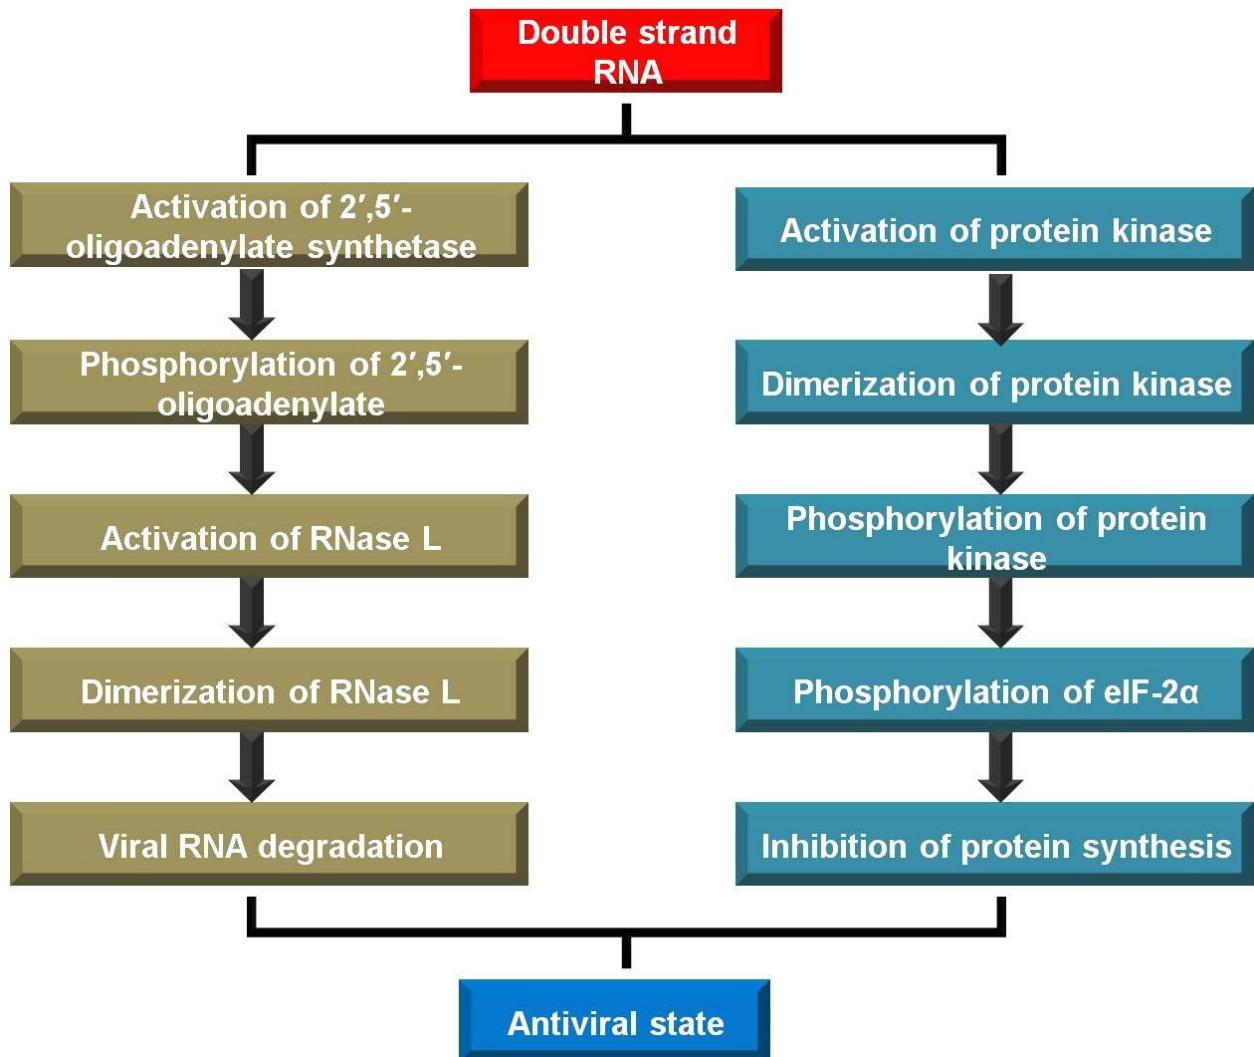 Double strand
RNA
Activation of 2′,5′-
oligoadenylate synthetase
Phosphorylation of 2′,5′-
oligoadenylate
Activation of RNase L
Dimerization of RNase L
Viral RNA degradation
Activation of protein kinase
Dimerization of protein kinase
Phosphorylation of protein
kinase
Phosphorylation of eIF-2α
Inhibition of protein synthesis
Antiviral state